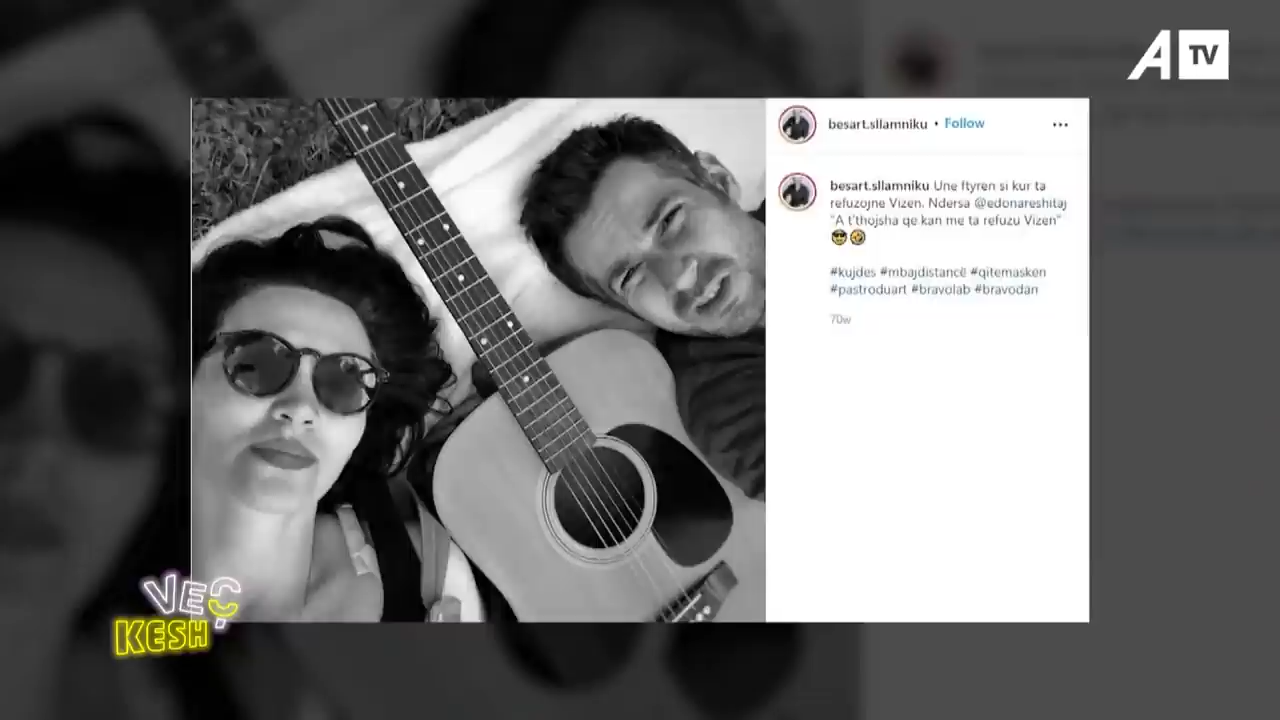 A TV
besart.sllamniku • Follow
besart.sllamniku Une ftyren si kur ta
refuzojne Vizen. Ndersa @edonareshitaj
"A t'thojsha qe kan me ta refuzu Vizen"
😎🤣
#kujdes #mbajdistancë #qitemasken
#pastroduart #bravolab #bravodan
70w
VEÇ
KESH